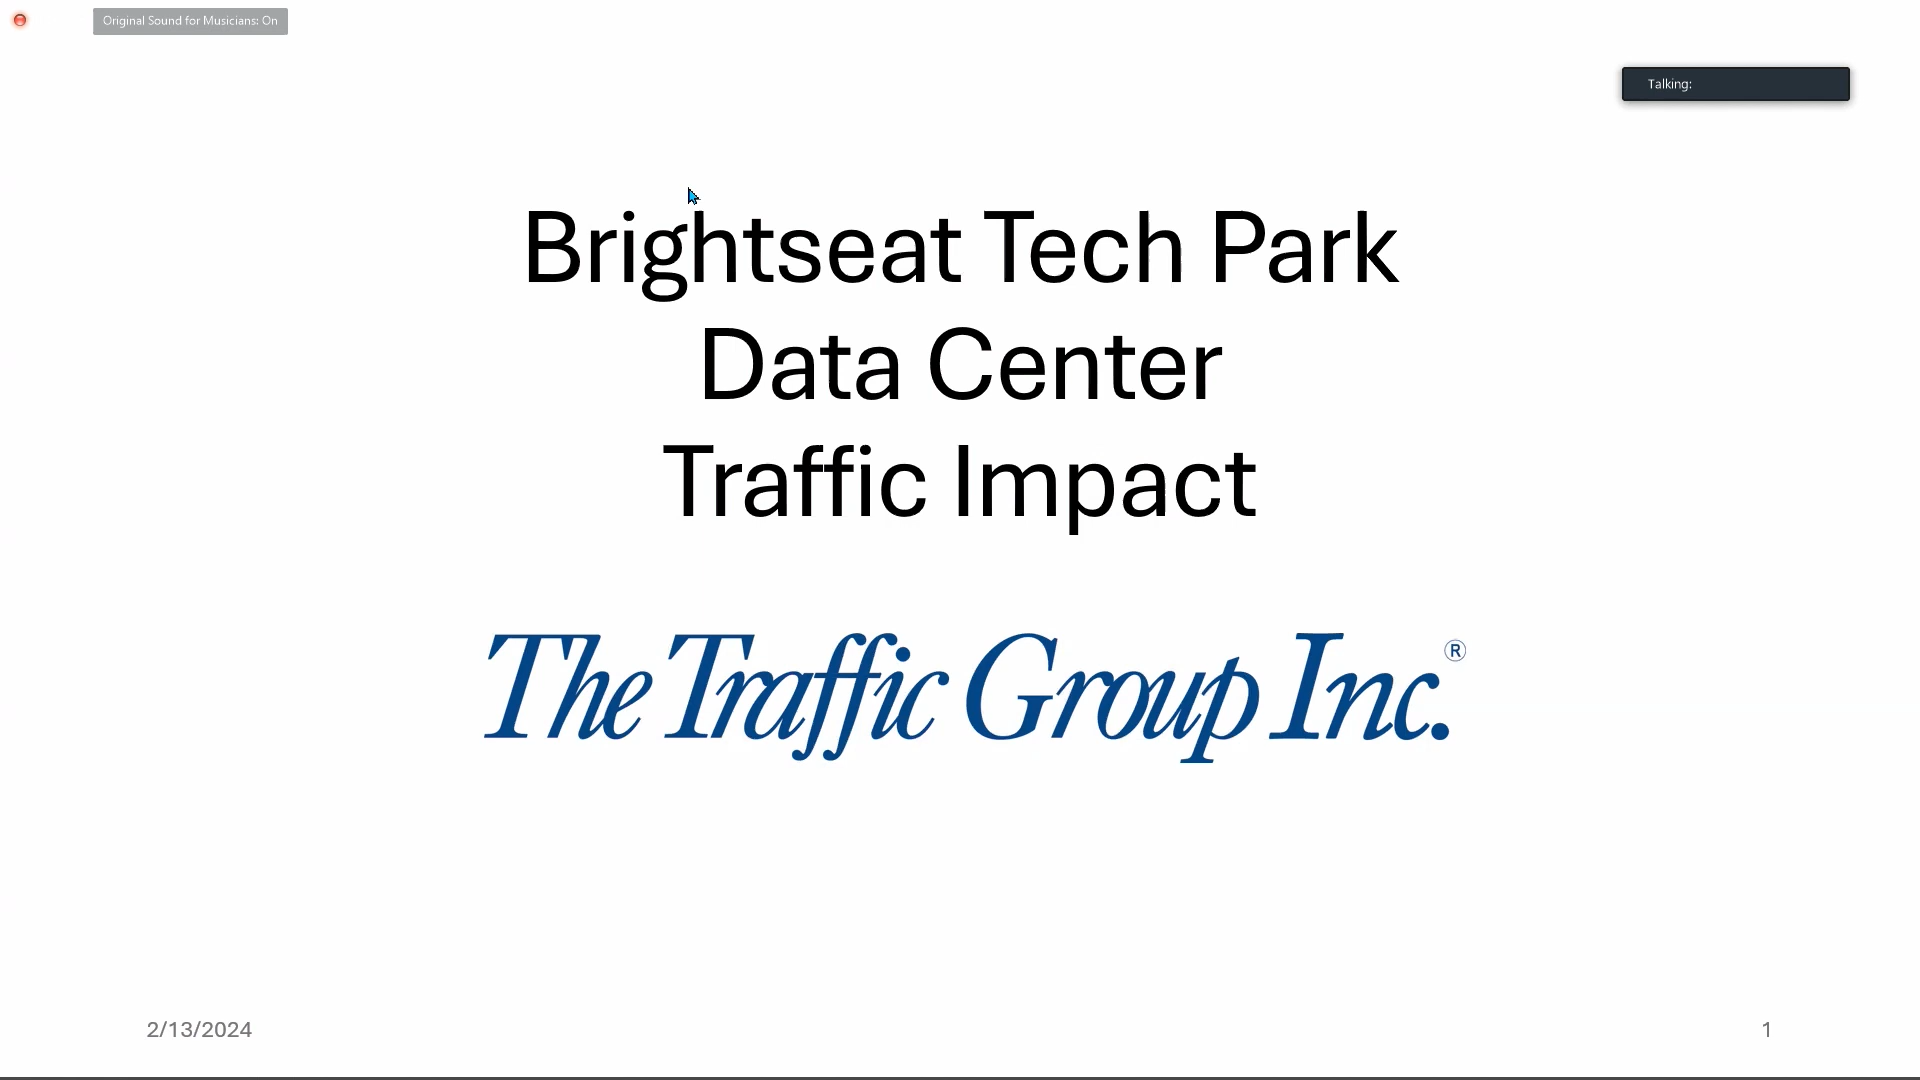 Original Sound for Musicians: On
Talking:
Brightseat Tech Park
Data Center
Traffic Impact
The Traffic Group Inc.®
2/13/2024
1